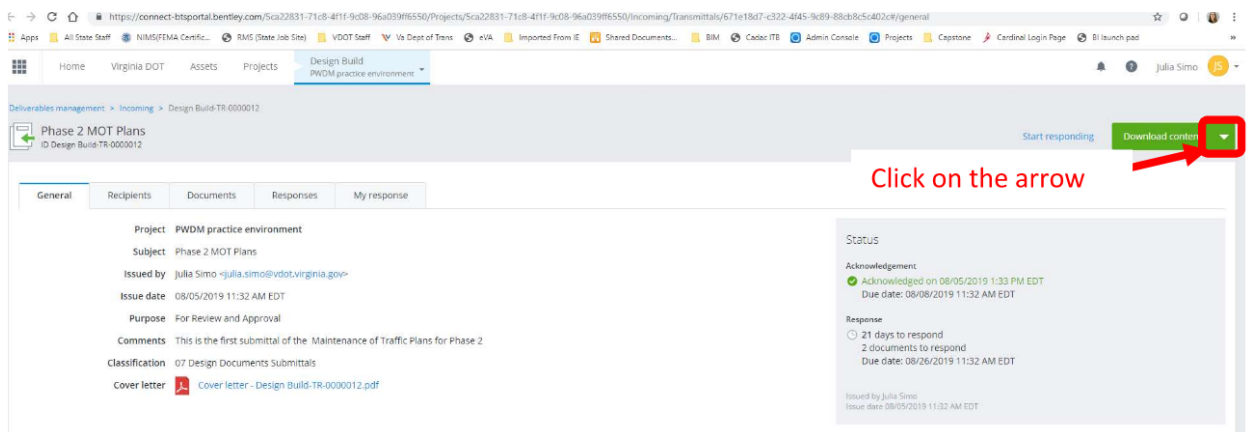 https://connect-btsportal.bentley.com/5ca22831-71c8-4f1f-9c08-96a039ff6550/Projects/5ca22831-71c8-4f1f-9c08-96a039ff6550/Incoming/Transmittals/671e18d7-c322-4f45-9c89-88cb8c5c402c#/general
Apps All State Staff NIMS(FEMA Certific... RMS (State Job Site) VDOT Staff Va Dept of Trans eVA Imported From IE Shared Documents... BIM Cadac ITB Admin Console Projects Capstone Cardinal Login Page BI launch pad »
Home Virginia DOT Assets Projects Design Build
PWDM practice environment
Julia Simo JS
Deliverables management > Incoming > Design Build-TR-0000012
Phase 2 MOT Plans
ID Design Build-TR-0000012
Start responding Download conten
Click on the arrow
General Recipients Documents Responses My response
Project PWDM practice environment
Subject Phase 2 MOT Plans
Issued by Julia Simo <julia.simo@vdot.virginia.gov>
Issue date 08/05/2019 11:32 AM EDT
Purpose For Review and Approval
Comments This is the first submittal of the Maintenance of Traffic Plans for Phase 2
Classification 07 Design Documents Submittals
Cover letter Cover letter - Design Build-TR-0000012.pdf
Status
Acknowledgement
Acknowledged on 08/05/2019 1:33 PM EDT
Due date: 08/08/2019 11:32 AM EDT
Response
21 days to respond
2 documents to respond
Due date: 08/26/2019 11:32 AM EDT
Issued by Julia Simo
Issue date 08/05/2019 11:32 AM EDT